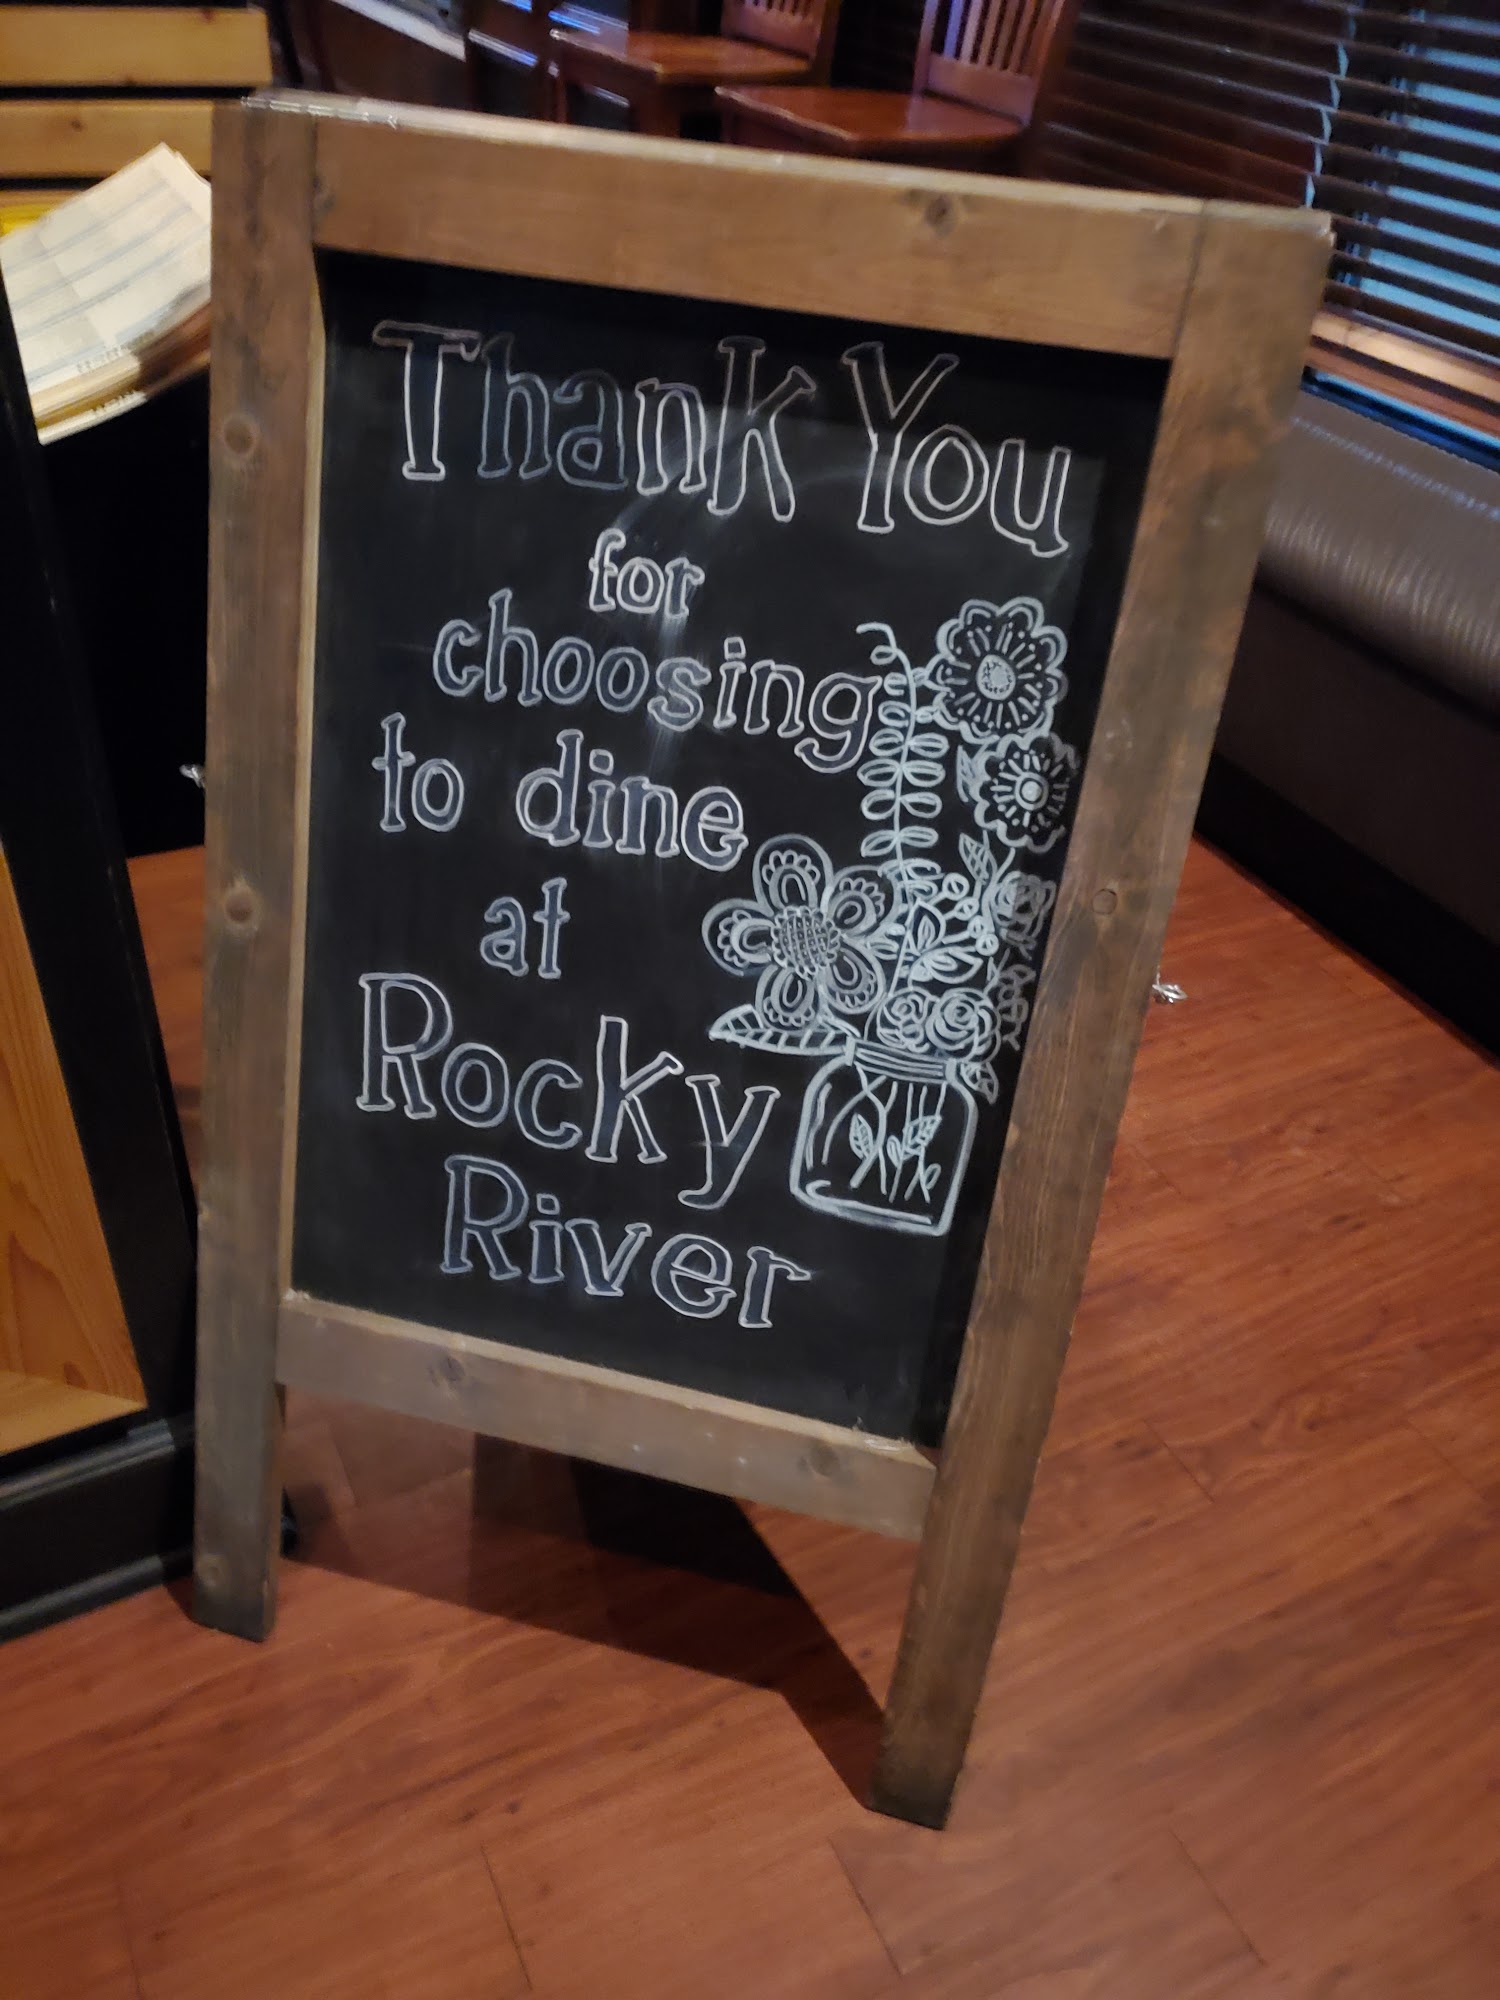 Thank You
for
choosing
to dine
at
Rocky
River